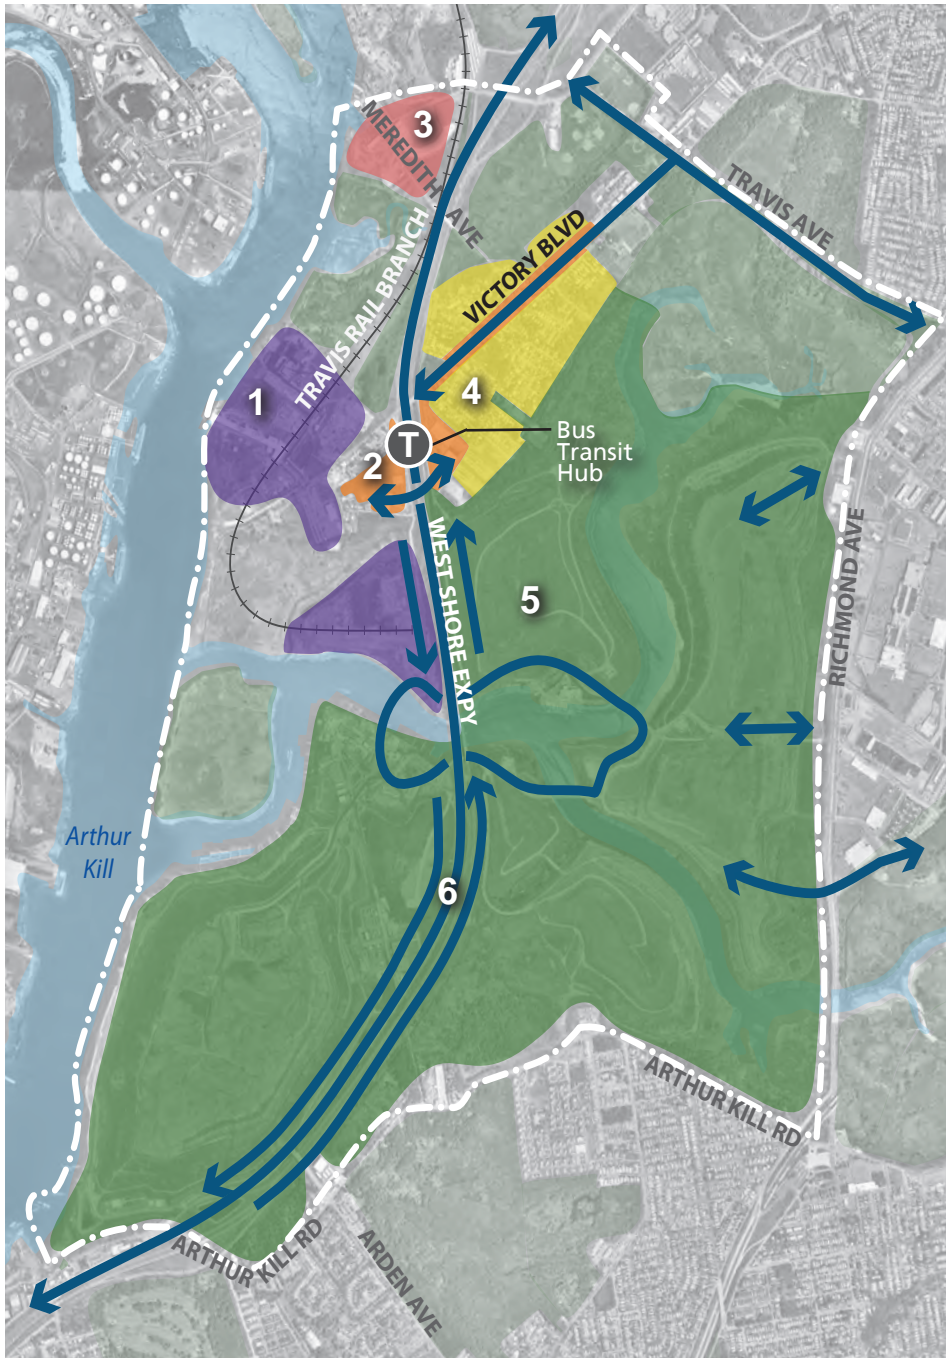 3
MEREDITH AVE
TRAVIS AVE
VICTORY BLVD
TRAVIS RAIL BRANCH
1
4
T
Bus
Transit
Hub
2
WEST SHORE EXPY
5
RICHMOND AVE
Arthur
Kill
6
ARTHUR KILL RD
ARTHUR KILL RD
ARDEN AVE